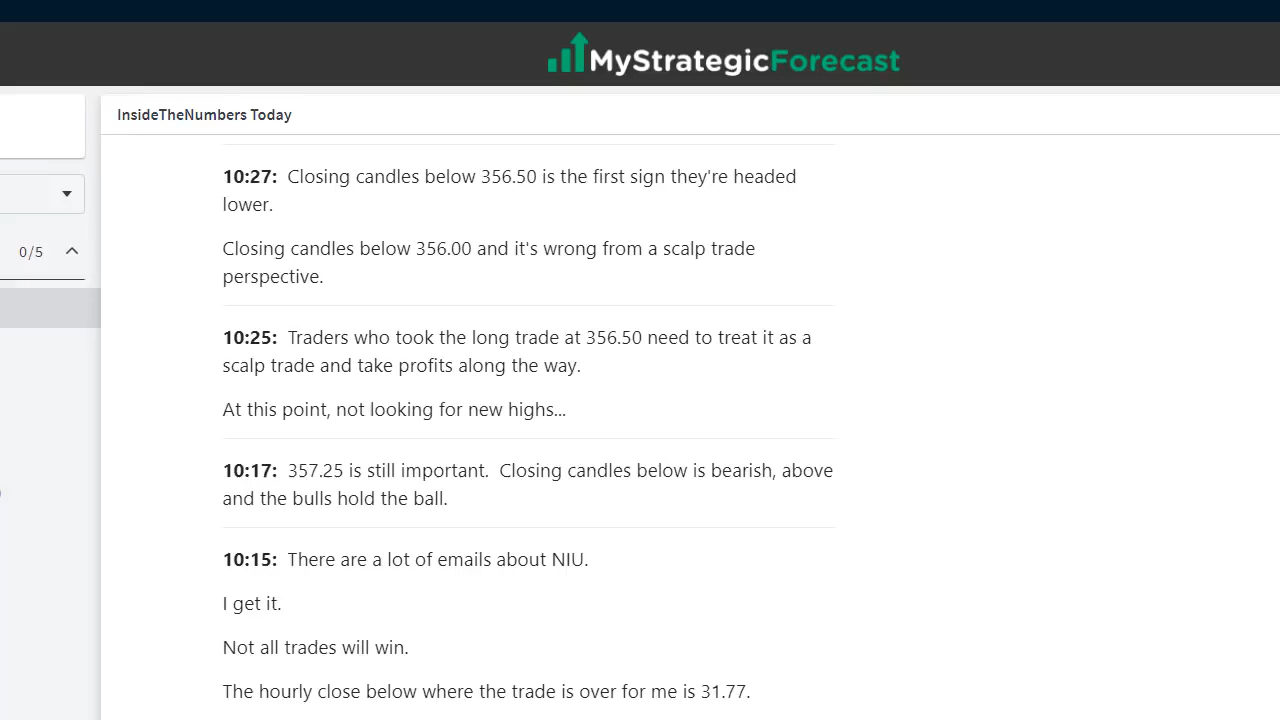 MyStrategicForecast
InsideTheNumbers Today
0/5
10:27: Closing candles below 356.50 is the first sign they're headed
lower.
Closing candles below 356.00 and it's wrong from a scalp trade
perspective.
10:25: Traders who took the long trade at 356.50 need to treat it as a
scalp trade and take profits along the way.
At this point, not looking for new highs...
10:17: 357.25 is still important. Closing candles below is bearish, above
and the bulls hold the ball.
10:15: There are a lot of emails about NIU.
I get it.
Not all trades will win.
The hourly close below where the trade is over for me is 31.77.